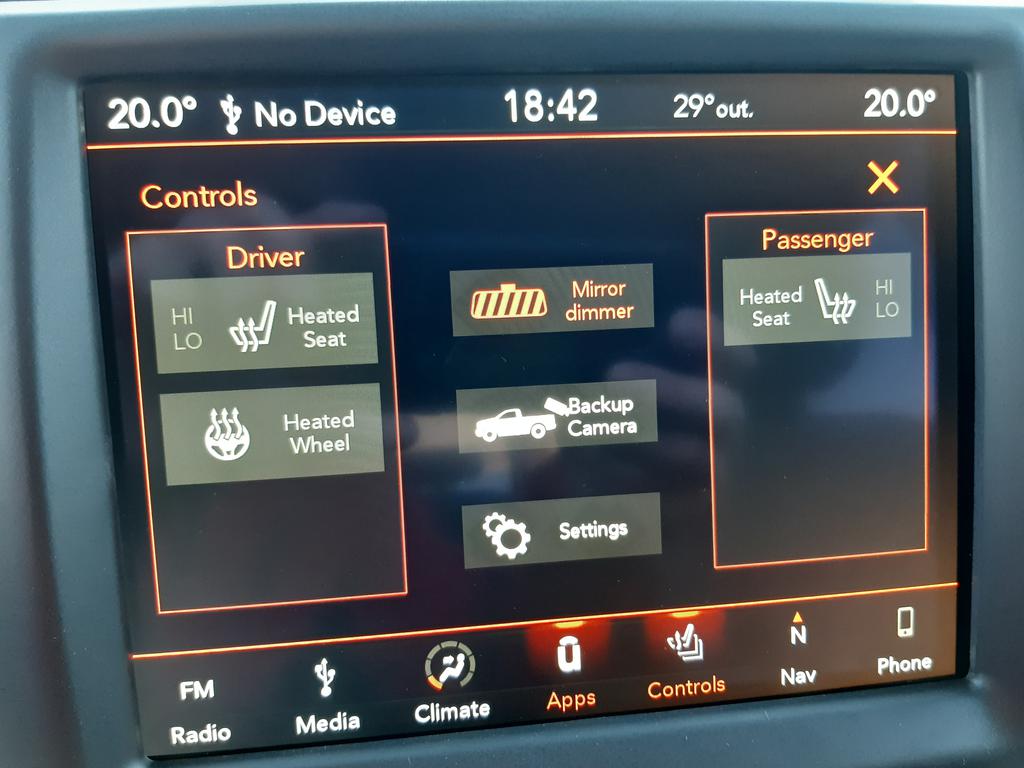 20.0° No Device 18:42 29° out. 20.0°
Controls X
Driver
HI
LO
Heated
Seat
Heated
Wheel
Mirror
dimmer
Backup
Camera
Settings
Passenger
Heated
Seat
HI
LO
FM
Radio
Media
Climate
u
Apps
Controls
N
Nav
Phone